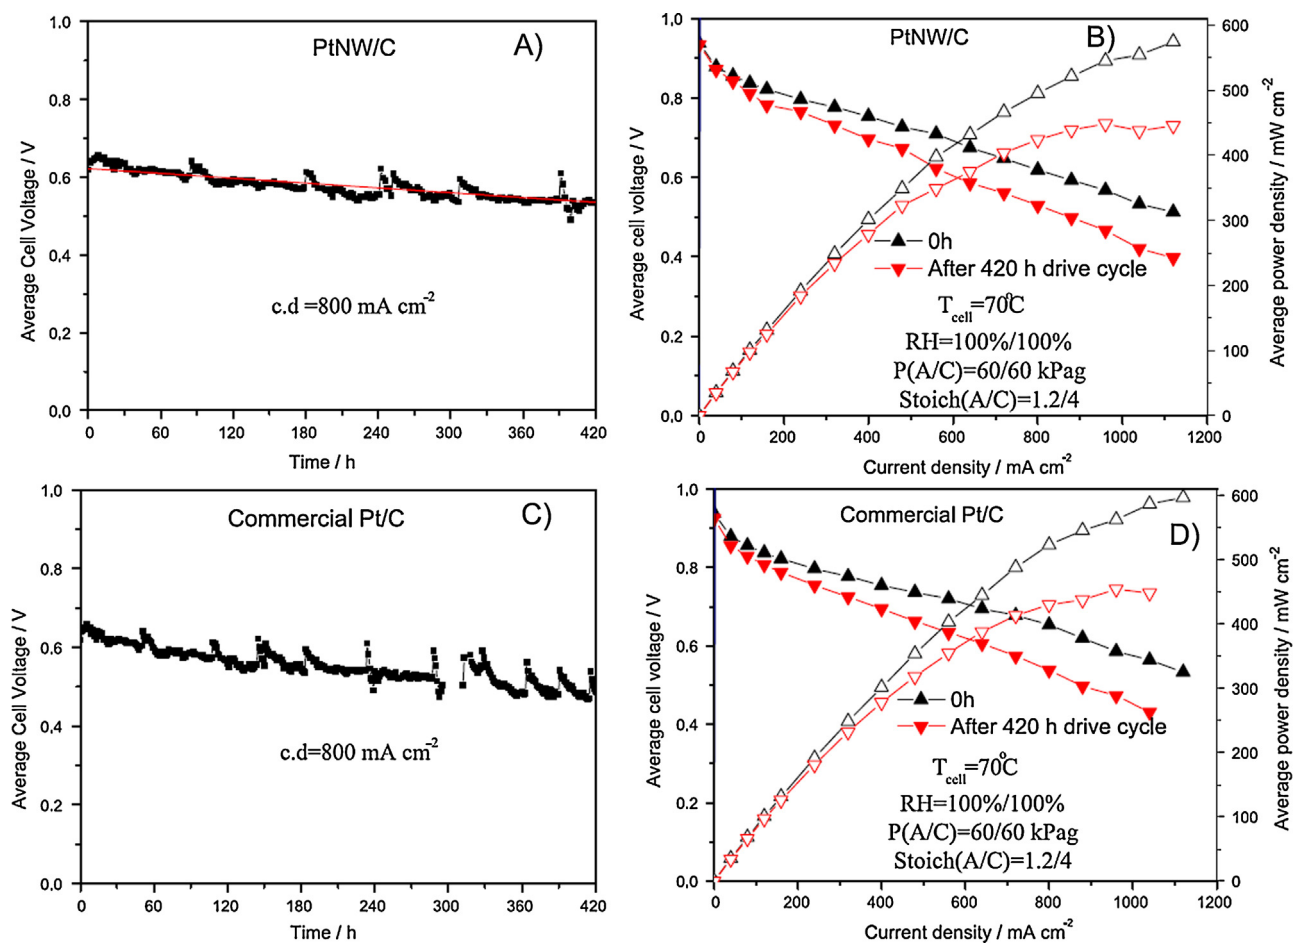 PtNW/C
A)
1,0
0,8
0,6
0,4
0,2
0,0
Average Cell Voltage / V
c.d =800 mA cm-2
0 60 120 180 240 300 360 420
Time / h
PtNW/C
B)
1,0
0,8
0,6
0,4
0,2
0,0
Average cell voltage / V
600
500
400
300
200
100
0
Average power density / mW cm-2
0h
After 420 h drive cycle
Tcell=70°C
RH=100%/100%
P(A/C)=60/60 kPag
Stoich(A/C)=1.2/4
0 200 400 600 800 1000 1200
Current density / mA cm-2
Commercial Pt/C
C)
1,0
0,8
0,6
0,4
0,2
0,0
Average Cell Voltage / V
c.d=800 mA cm-2
0 60 120 180 240 300 360 420
Time / h
Commercial Pt/C
D)
1,0
0,8
0,6
0,4
0,2
0,0
Average cell voltage / V
600
500
400
300
200
100
0
Average power density / mW cm-2
0h
After 420 h drive cycle
Tcell=70°C
RH=100%/100%
P(A/C)=60/60 kPag
Stoich(A/C)=1.2/4
0 200 400 600 800 1000 1200
Current density / mA cm-2